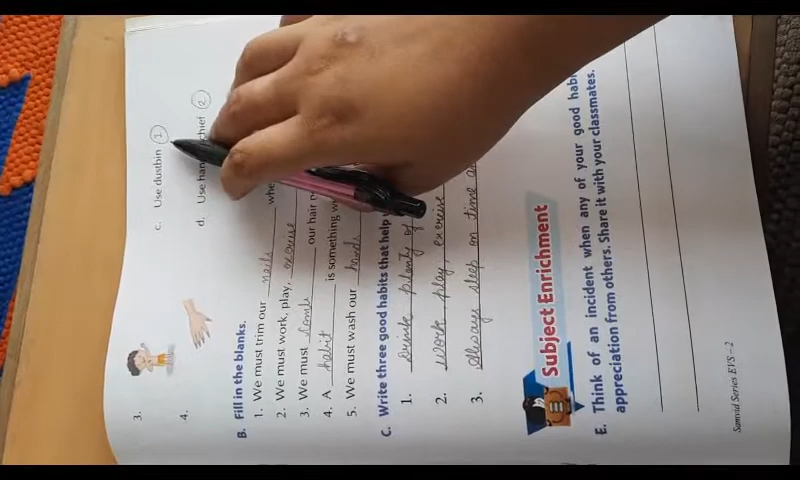 3. c. Use dustbin 1
4. d. Use han chief 2
B. Fill in the blanks.
1. We must trim our nails whe
2. We must work, play, exercise
3. We must comb our hair
4. A habit is something
5. We must wash our hands
C. Write three good habits that help
1. Drink plenty of
2. Work play, exercise
3. Always sleep on time
Subject Enrichment
E. Think of an incident when any of your good habi
appreciation from others. Share it with your classmates.
Samvid Series EVS – 2